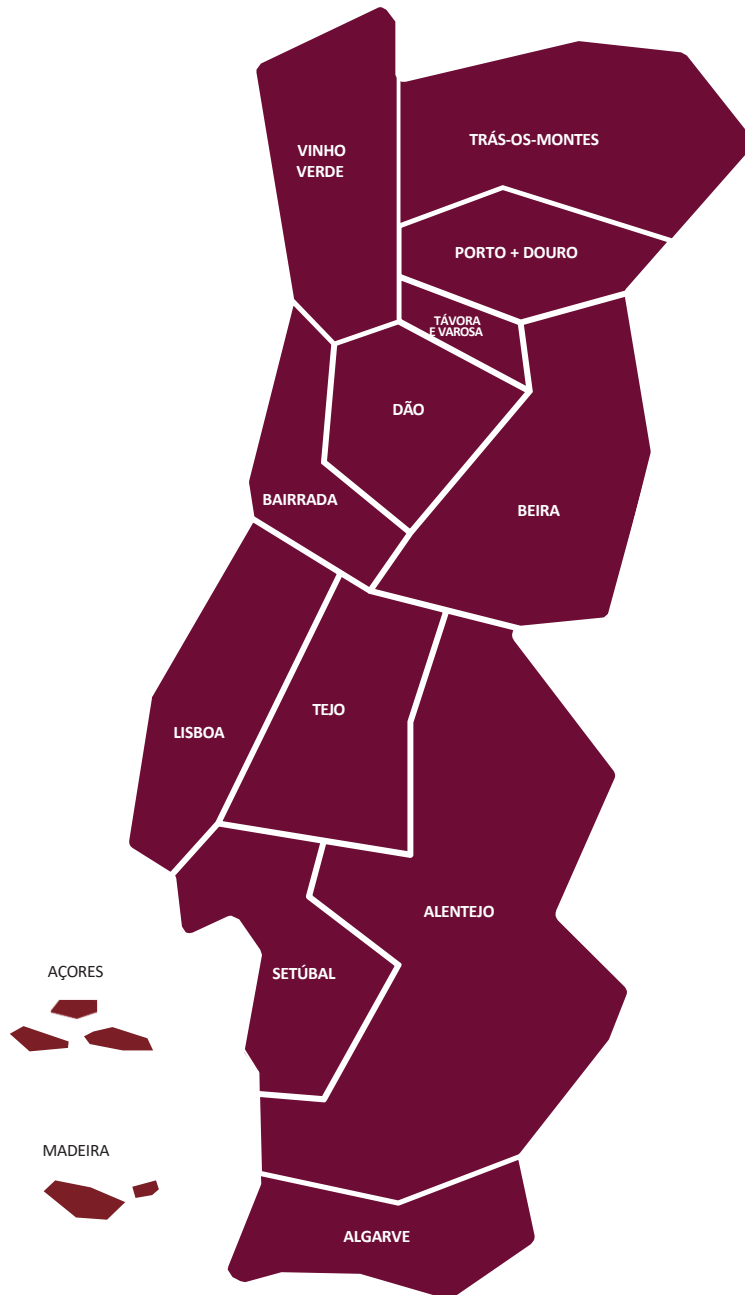 TRÁS-OS-MONTES
VINHO
VERDE
PORTO + DOURO
TÁVORA
E VAROSA
DÃO
BAIRRADA
BEIRA
TEJO
LISBOA
ALENTEJO
SETÚBAL
AÇORES
MADEIRA
ALGARVE